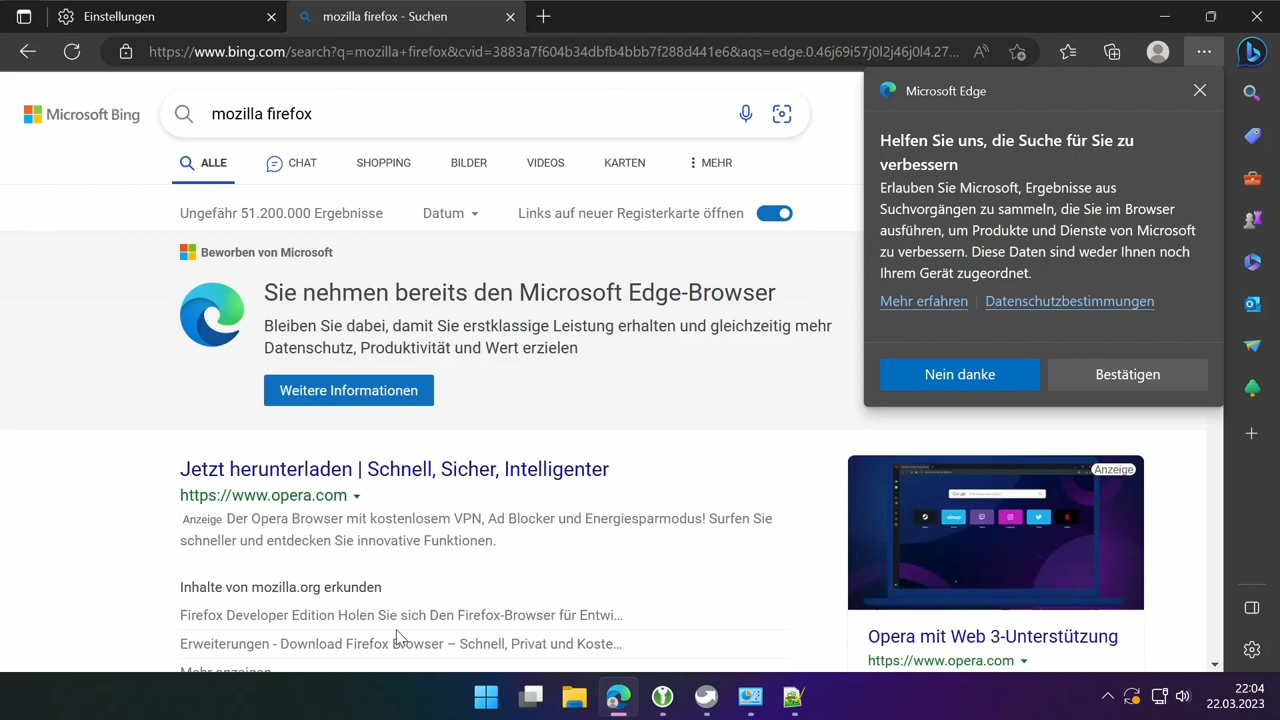 Einstellungen
mozilla firefox - Suchen
https://www.bing.com/search?q=mozilla+firefox&cvid=3883a7f604b34dbfb4bbb7f288d441e6&aqs=edge.0.46j69i57j0l2j46j0l4.27...
Microsoft Bing
mozilla firefox
ALLE
CHAT
SHOPPING
BILDER
VIDEOS
KARTEN
MEHR
Ungefähr 51.200.000 Ergebnisse
Datum
Links auf neuer Registerkarte öffnen
Beworben von Microsoft
Sie nehmen bereits den Microsoft Edge-Browser
Bleiben Sie dabei, damit Sie erstklassige Leistung erhalten und gleichzeitig mehr
Datenschutz, Produktivität und Wert erzielen
Weitere Informationen
Microsoft Edge
Helfen Sie uns, die Suche für Sie zu
verbessern
Erlauben Sie Microsoft, Ergebnisse aus
Suchvorgängen zu sammeln, die Sie im Browser
ausführen, um Produkte und Dienste von Microsoft
zu verbessern. Diese Daten sind weder Ihnen noch
Ihrem Gerät zugeordnet.
Mehr erfahren
Datenschutzbestimmungen
Nein danke
Bestätigen
Jetzt herunterladen | Schnell, Sicher, Intelligenter
https://www.opera.com
Anzeige Der Opera Browser mit kostenlosem VPN, Ad Blocker und Energiesparmodus! Surfen Sie
schneller und entdecken Sie innovative Funktionen.
Inhalte von mozilla.org erkunden
Firefox Developer Edition Holen Sie sich Den Firefox-Browser für Entwi...
Erweiterungen - Download Firefox Browser – Schnell, Privat und Koste...
Mehr anzeigen
Anzeige
Opera mit Web 3-Unterstützung
https://www.opera.com
22:04
22.03.2023